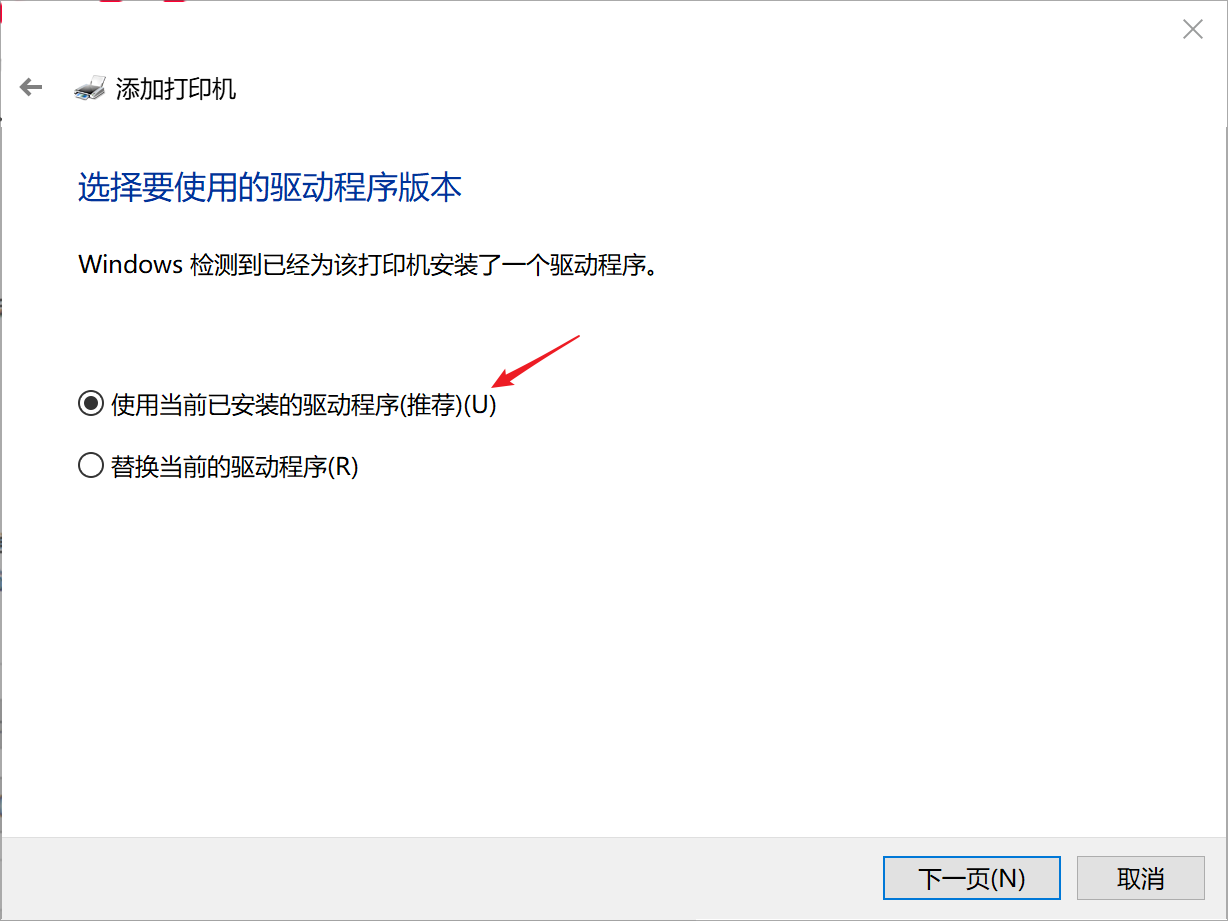 添加打印机
选择要使用的驱动程序版本
Windows 检测到已经为该打印机安装了一个驱动程序。
使用当前已安装的驱动程序(推荐)(U)
替换当前的驱动程序(R)
下一页(N)
取消